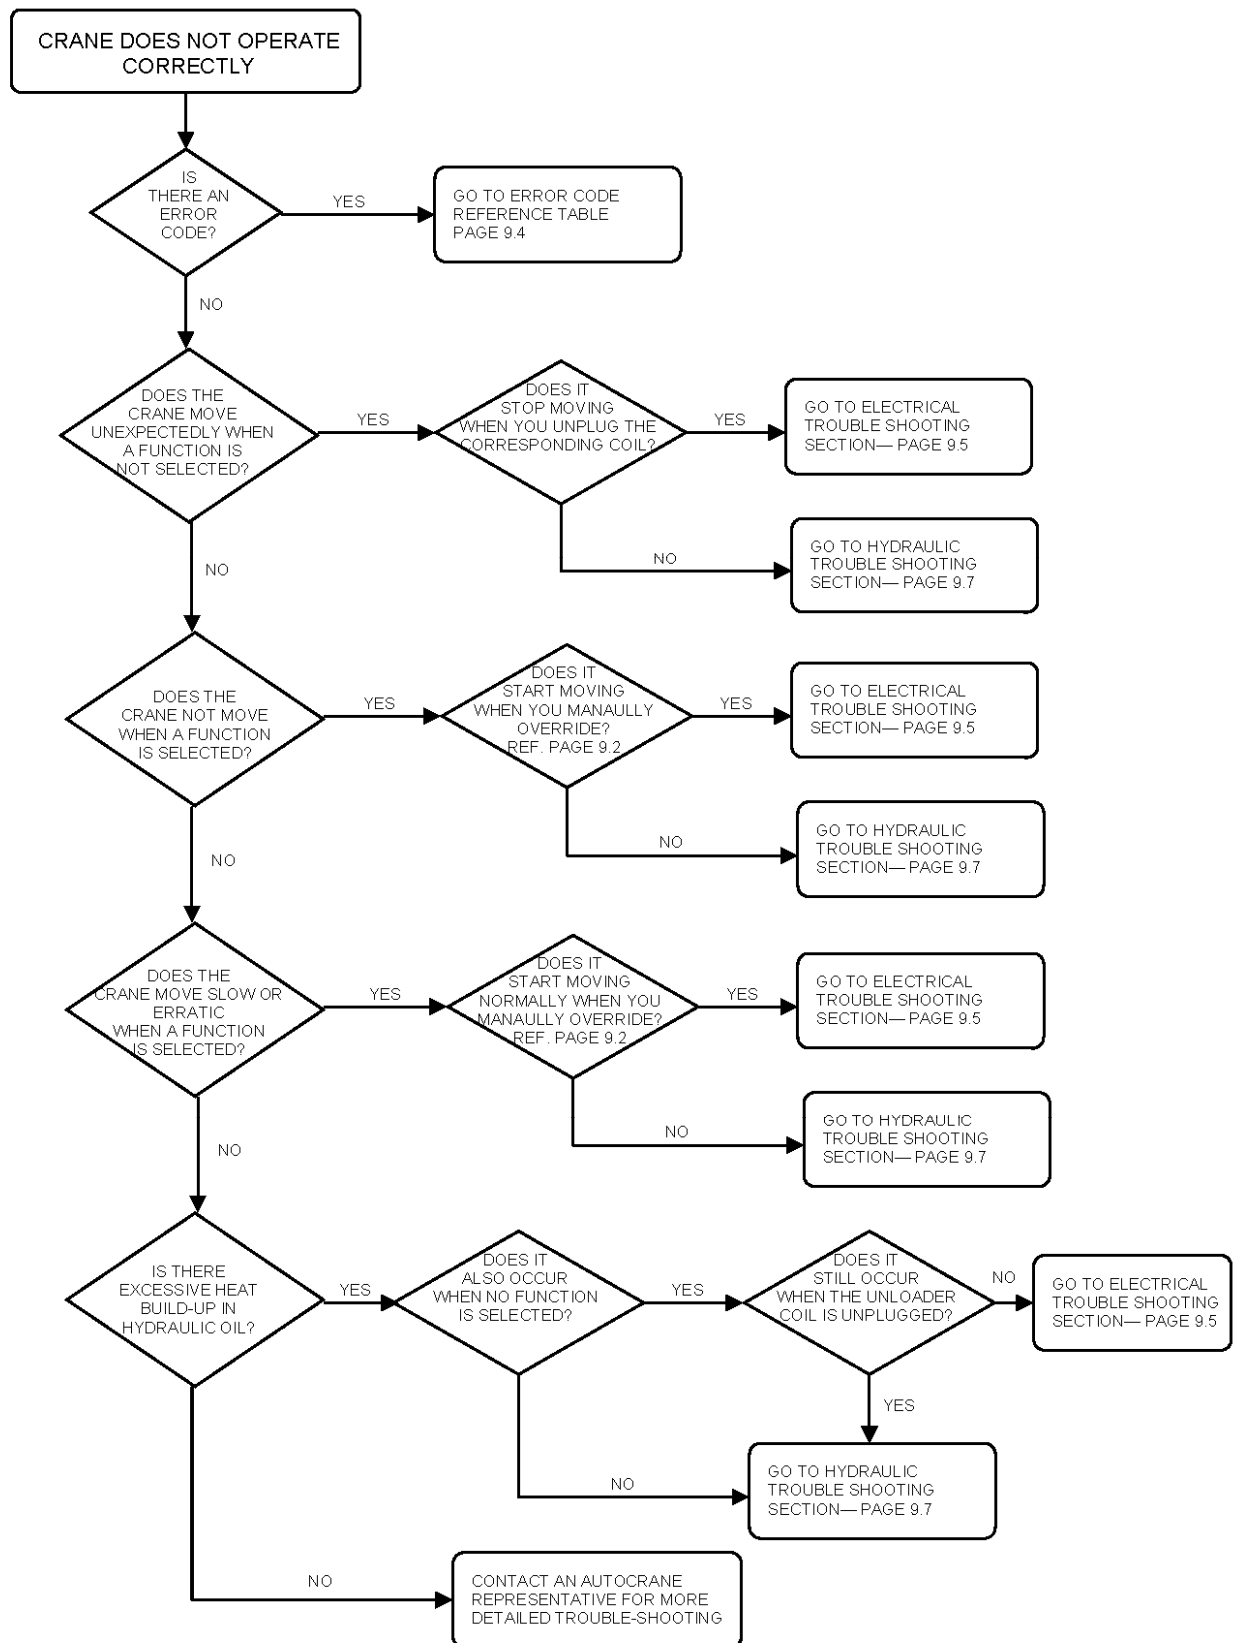 CRANE DOES NOT OPERATE
CORRECTLY
IS
THERE AN
ERROR
CODE?
YES
GO TO ERROR CODE
REFERENCE TABLE
PAGE 9.4
NO
DOES THE
CRANE MOVE
UNEXPECTEDLY WHEN
A FUNCTION IS
NOT SELECTED?
YES
DOES IT
STOP MOVING
WHEN YOU UNPLUG THE
CORRESPONDING COIL?
YES
GO TO ELECTRICAL
TROUBLE SHOOTING
SECTION— PAGE 9.5
NO
GO TO HYDRAULIC
TROUBLE SHOOTING
SECTION— PAGE 9.7
NO
DOES THE
CRANE NOT MOVE
WHEN A FUNCTION
IS SELECTED?
YES
DOES IT
START MOVING
WHEN YOU MANAULLY
OVERRIDE?
REF. PAGE 9.2
YES
GO TO ELECTRICAL
TROUBLE SHOOTING
SECTION— PAGE 9.5
NO
GO TO HYDRAULIC
TROUBLE SHOOTING
SECTION— PAGE 9.7
NO
DOES THE
CRANE MOVE SLOW OR
ERRATIC
WHEN A FUNCTION
IS SELECTED?
YES
DOES IT
START MOVING
NORMALLY WHEN YOU
MANAULLY OVERRIDE?
REF. PAGE 9.2
YES
GO TO ELECTRICAL
TROUBLE SHOOTING
SECTION— PAGE 9.5
NO
GO TO HYDRAULIC
TROUBLE SHOOTING
SECTION— PAGE 9.7
NO
IS THERE
EXCESSIVE HEAT
BUILD-UP IN
HYDRAULIC OIL?
YES
DOES IT
ALSO OCCUR
WHEN NO FUNCTION
IS SELECTED?
YES
DOES IT
STILL OCCUR
WHEN THE UNLOADER
COIL IS UNPLUGGED?
NO
GO TO ELECTRICAL
TROUBLE SHOOTING
SECTION— PAGE 9.5
YES
NO
GO TO HYDRAULIC
TROUBLE SHOOTING
SECTION— PAGE 9.7
NO
CONTACT AN AUTOCRANE
REPRESENTATIVE FOR MORE
DETAILED TROUBLE-SHOOTING